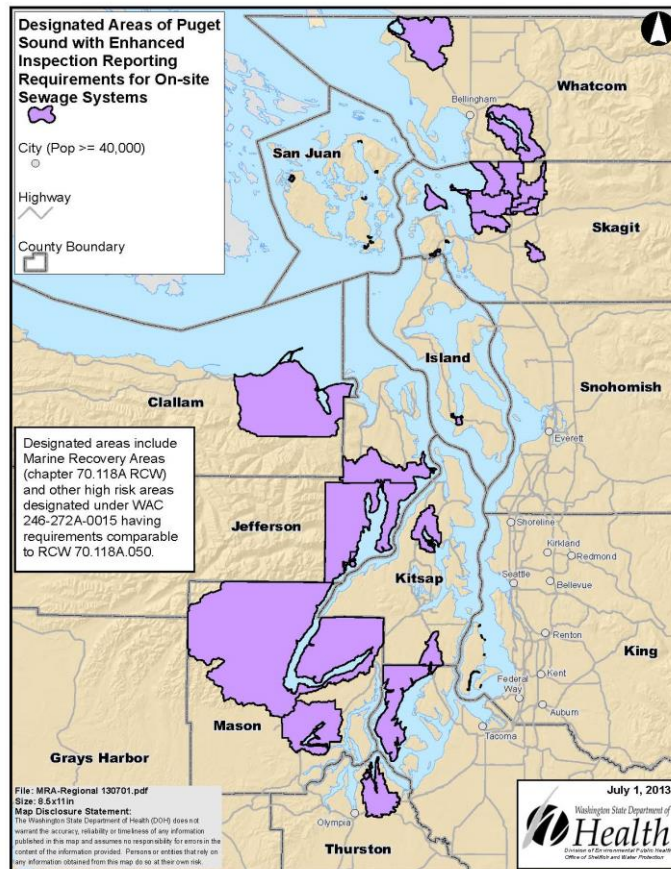 Designated Areas of Puget
Sound with Enhanced
Inspection Reporting
Requirements for On-site
Sewage Systems
City (Pop >= 40,000)
Highway
County Boundary
Whatcom
Bellingham
San Juan
Skagit
Island
Clallam
Snohomish
Everett
Designated areas include
Marine Recovery Areas
(chapter 70.118A RCW)
and other high risk areas
designated under WAC
246-272A-0015 having
requirements comparable
to RCW 70.118A.050.
Jefferson
Shoreline
Kirkland
Redmond
Kitsap
Seattle
Bellevue
Renton
King
Kent
Federal
Way
Auburn
Mason
Tacoma
Grays Harbor
Olympia
Thurston
File: MRA-Regional 130701.pdf
Size: 8.5x11in
Map Disclosure Statement:
The Washington State Department of Health (DOH) does not
warrant the accuracy, reliability or timeliness of any information
published in this map and assumes no responsibility for errors in the
content of the information provided. Persons or entities that rely on
any information obtained from this map do so at their own risk.
July 1, 2013
Washington State Department of
Health
Division of Environmental Public Health
Office of Shellfish and Water Protection